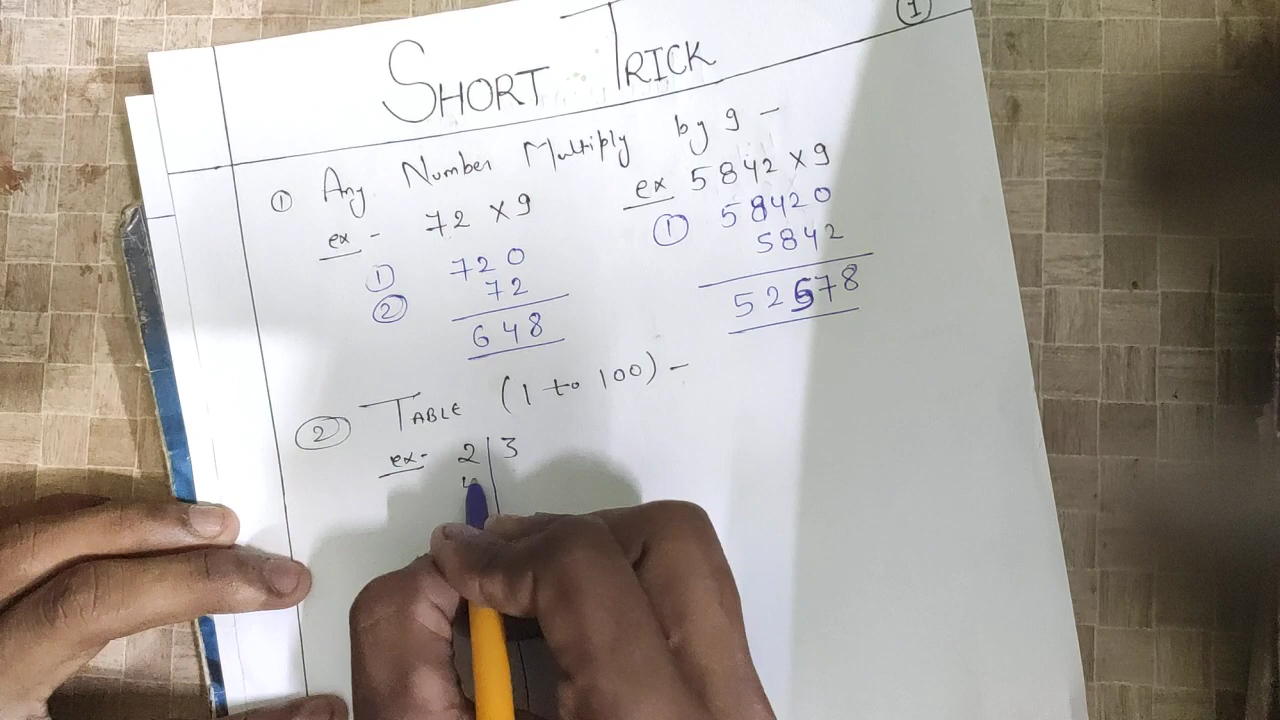 1
SHORT TRICK
① Any Number Multiply by 9 -
ex - 72 x 9
① 720
② 72
648
ex 5842 x 9
① 58420
5842
52578
② TABLE (1 to 100) -
ex- 2 | 3
4